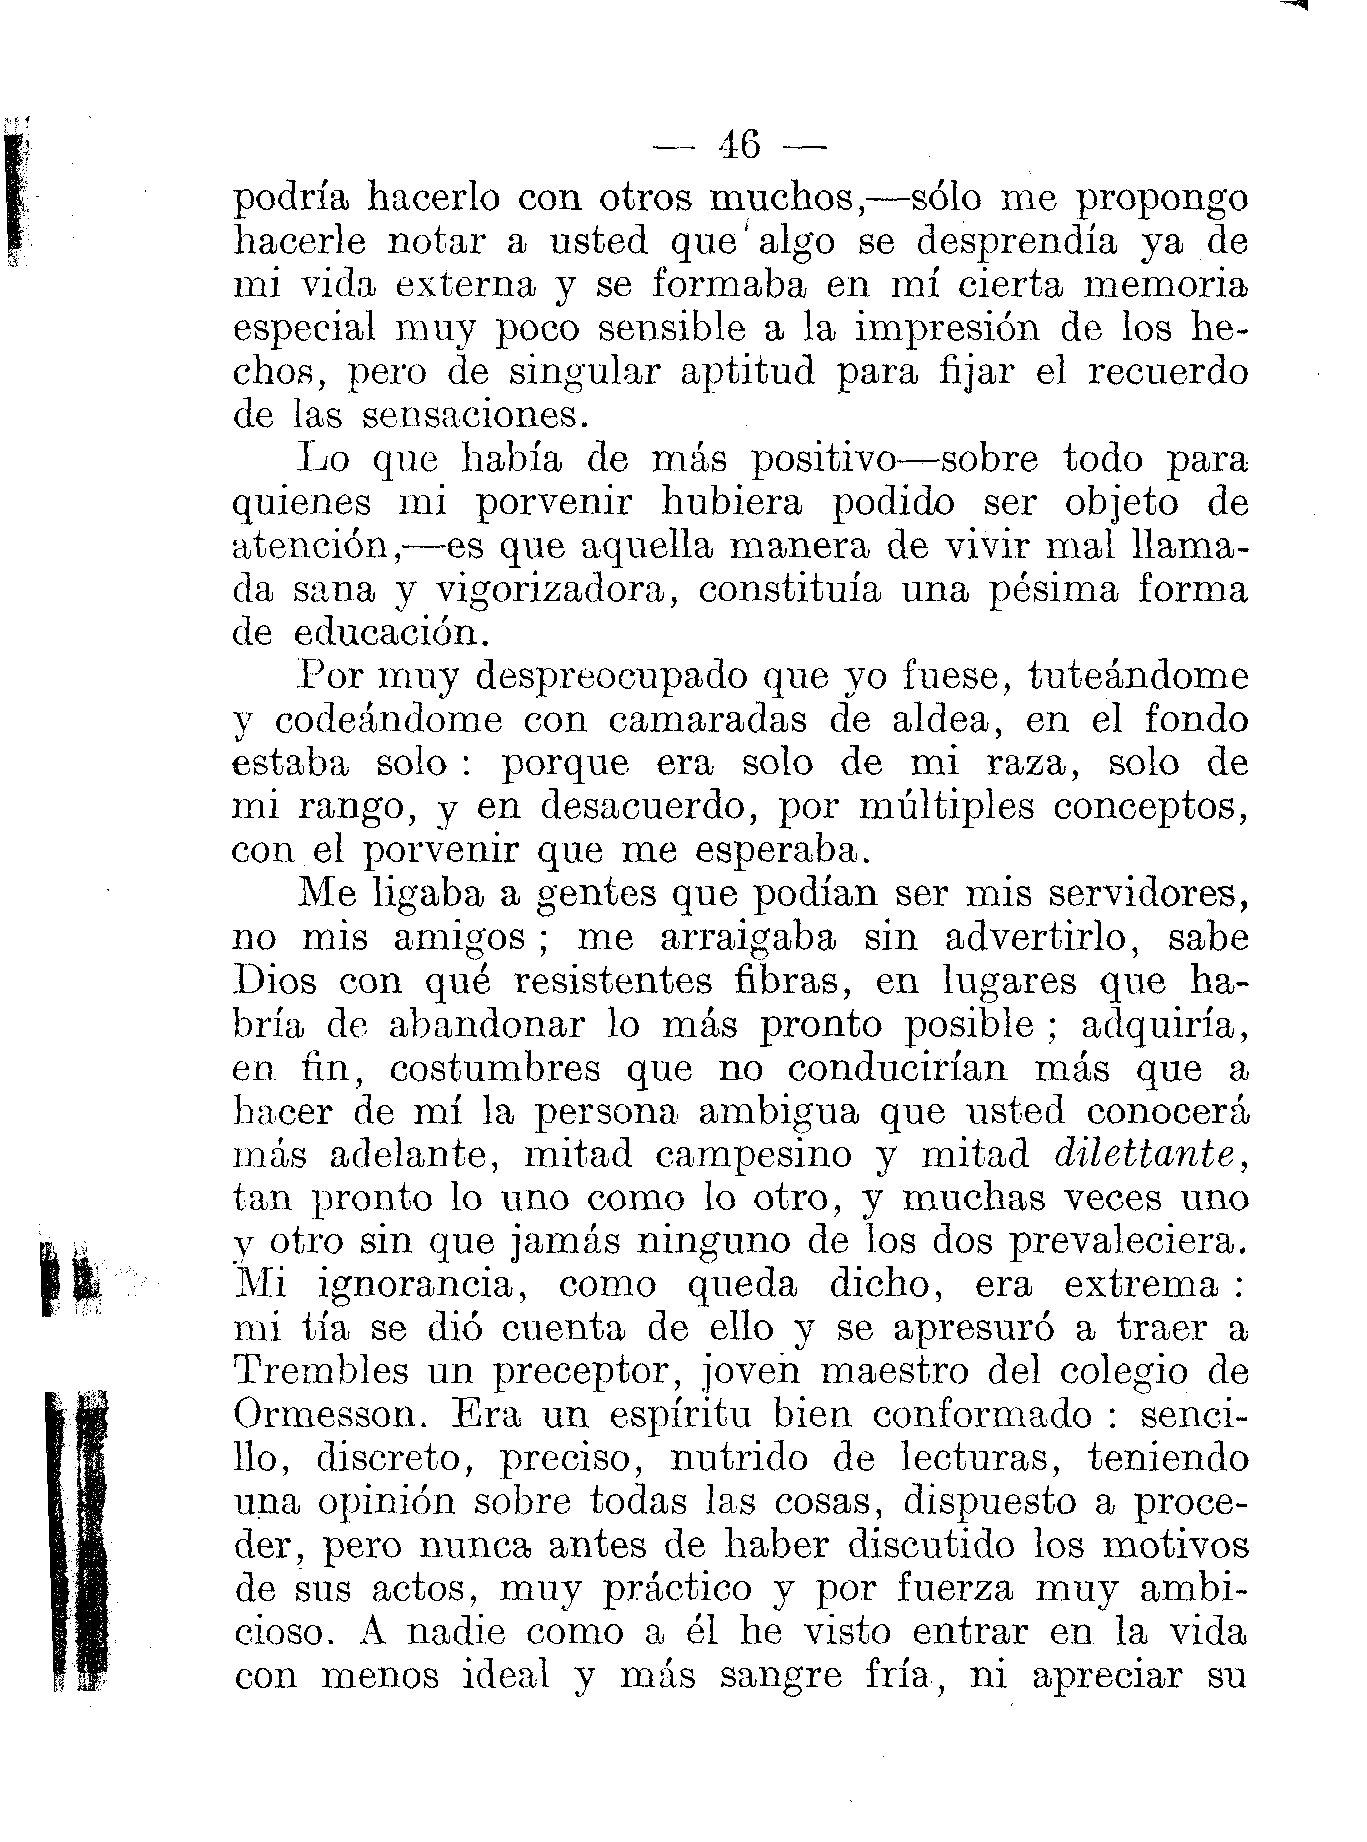 — 46 —
podría hacerlo con otros muchos,—sólo me propongo
hacerle notar a usted que algo se desprendía ya de
mi vida externa y se formaba en mí cierta memoria
especial muy poco sensible a la impresión de los he-
chos, pero de singular aptitud para fijar el recuerdo
de las sensaciones.
Lo que había de más positivo—sobre todo para
quienes mi porvenir hubiera podido ser objeto de
atención,—es que aquella manera de vivir mal llama-
da sana y vigorizadora, constituía una pésima forma
de educación.
Por muy despreocupado que yo fuese, tuteándome
y codeándome con camaradas de aldea, en el fondo
estaba solo : porque era solo de mi raza, solo de
mi rango, y en desacuerdo, por múltiples conceptos,
con el porvenir que me esperaba.
Me ligaba a gentes que podían ser mis servidores,
no mis amigos ; me arraigaba sin advertirlo, sabe
Dios con qué resistentes fibras, en lugares que ha-
bría de abandonar lo más pronto posible ; adquiría,
en fin, costumbres que no conducirían más que a
hacer de mí la persona ambigua que usted conocerá
más adelante, mitad campesino y mitad dilettante,
tan pronto lo uno como lo otro, y muchas veces uno
y otro sin que jamás ninguno de los dos prevaleciera.
Mi ignorancia, como queda dicho, era extrema :
mi tía se dió cuenta de ello y se apresuró a traer a
Trembles un preceptor, joven maestro del colegio de
Ormesson. Era un espíritu bien conformado : senci-
llo, discreto, preciso, nutrido de lecturas, teniendo
una opinión sobre todas las cosas, dispuesto a proce-
der, pero nunca antes de haber discutido los motivos
de sus actos, muy práctico y por fuerza muy ambi-
cioso. A nadie como a él he visto entrar en la vida
con menos ideal y más sangre fría, ni apreciar su